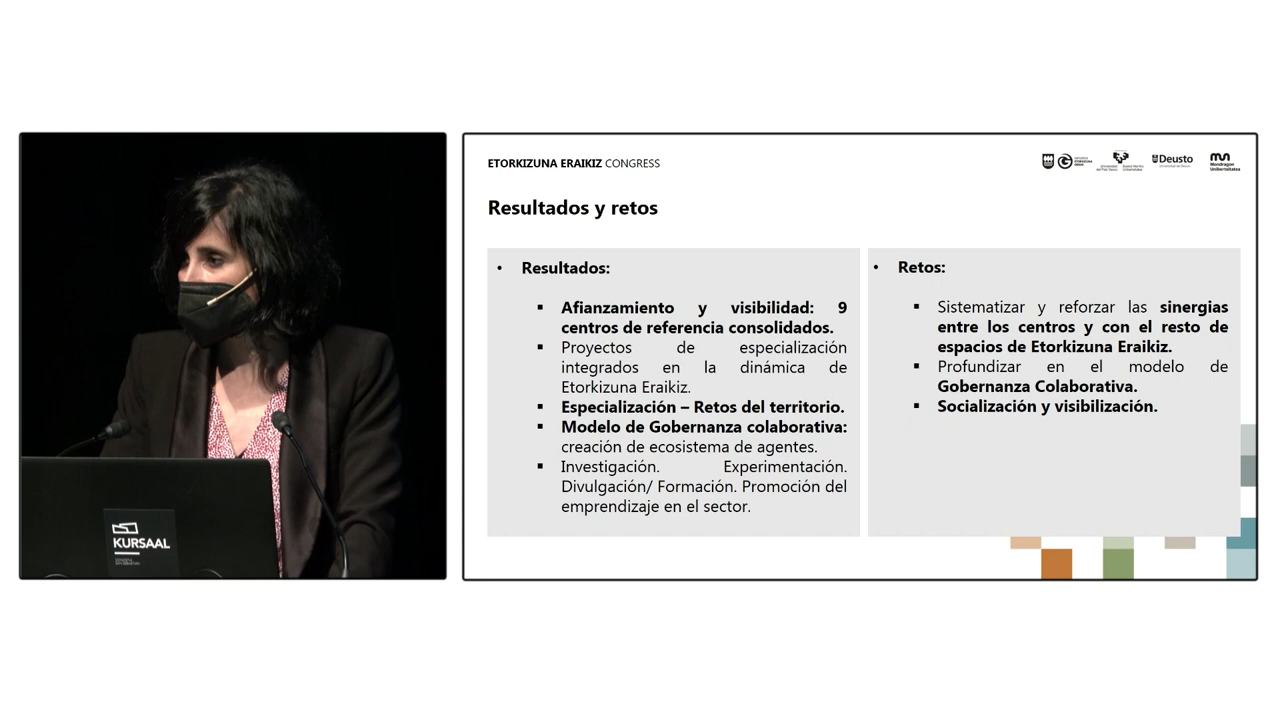 KURSAAL
ETORKIZUNA ERAIKIZ CONGRESS
Deusto
Mondragon
Unibertsitatea
Resultados y retos
• Resultados:
▪ Afianzamiento y visibilidad: 9
centros de referencia consolidados.
▪ Proyectos de especialización
integrados en la dinámica de
Etorkizuna Eraikiz.
▪ Especialización – Retos del territorio.
▪ Modelo de Gobernanza colaborativa:
creación de ecosistema de agentes.
▪ Investigación. Experimentación.
Divulgación/ Formación. Promoción del
emprendizaje en el sector.
• Retos:
▪ Sistematizar y reforzar las sinergias
entre los centros y con el resto de
espacios de Etorkizuna Eraikiz.
▪ Profundizar en el modelo de
Gobernanza Colaborativa.
▪ Socialización y visibilización.